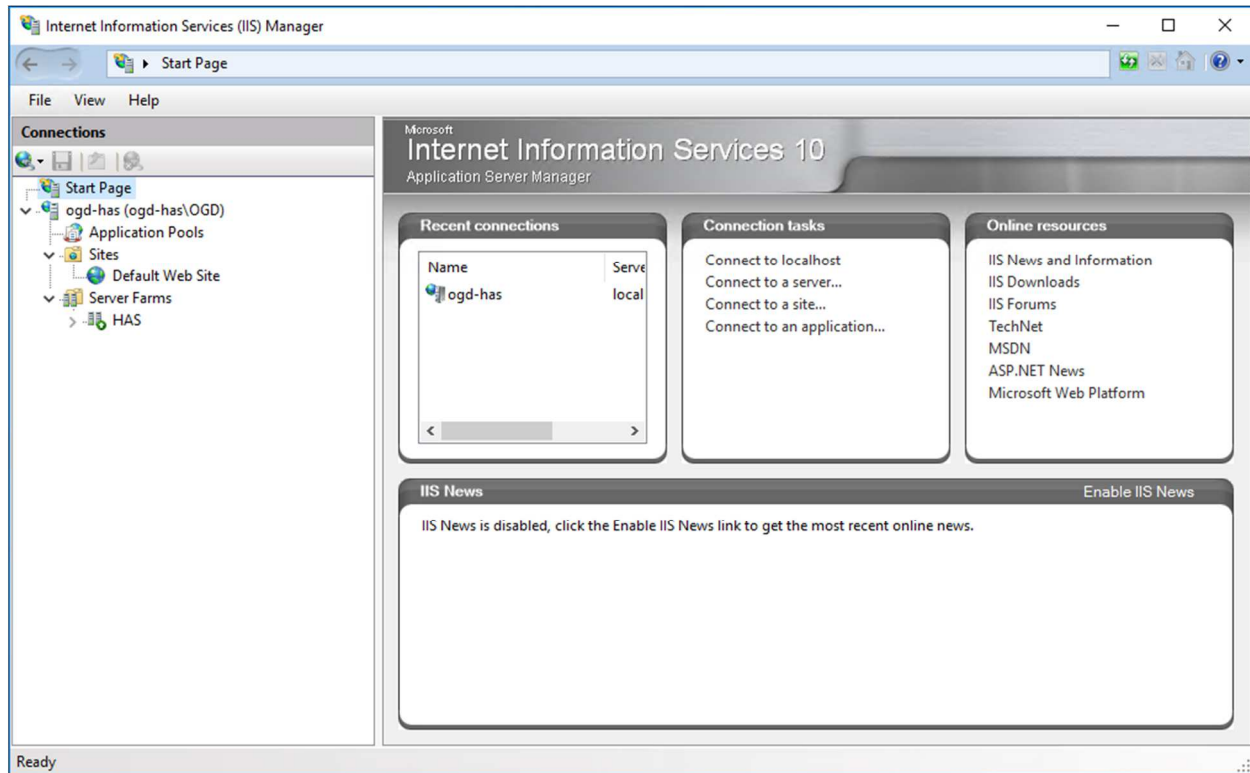 Internet Information Services (IIS) Manager
Start Page
File View Help
Connections
Start Page
ogd-has (ogd-has\OGD)
Application Pools
Sites
Default Web Site
Server Farms
HAS
Microsoft
Internet Information Services 10
Application Server Manager
Recent connections
Name Serve
ogd-has local
Connection tasks
Connect to localhost
Connect to a server...
Connect to a site...
Connect to an application...
Online resources
IIS News and Information
IIS Downloads
IIS Forums
TechNet
MSDN
ASP.NET News
Microsoft Web Platform
IIS News Enable IIS News
IIS News is disabled, click the Enable IIS News link to get the most recent online news.
Ready